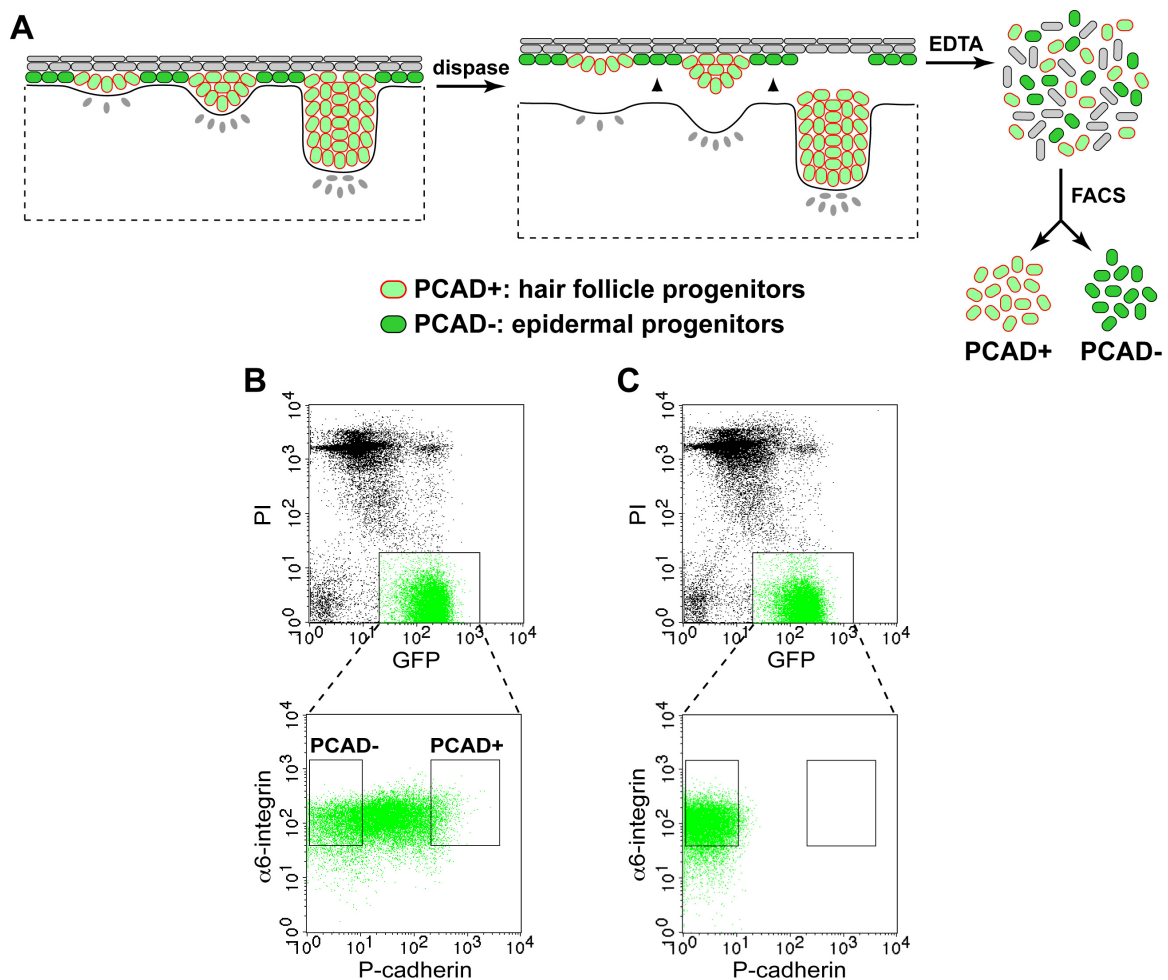 A
dispase
EDTA
FACS
PCAD+: hair follicle progenitors
PCAD-: epidermal progenitors
PCAD+ PCAD-
B
10^4
10^3
10^2
10^1
10^0
PI
10^0 10^1 10^2 10^3 10^4
GFP
C
10^4
10^3
10^2
10^1
10^0
PI
10^0 10^1 10^2 10^3 10^4
GFP
PCAD- PCAD+
10^4
10^3
10^2
10^1
10^0
α6-integrin
10^0 10^1 10^2 10^3 10^4
P-cadherin
10^4
10^3
10^2
10^1
10^0
α6-integrin
10^0 10^1 10^2 10^3 10^4
P-cadherin